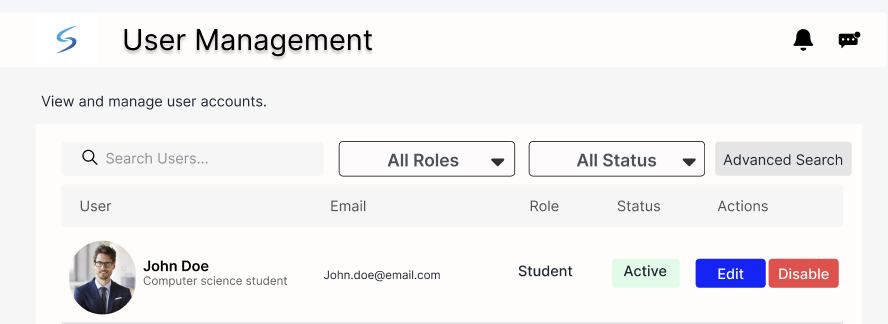 User Management
View and manage user accounts.
Search Users...
All Roles
All Status
Advanced Search
User Email Role Status Actions
John Doe
Computer science student
John.doe@email.com
Student
Active
Edit
Disable